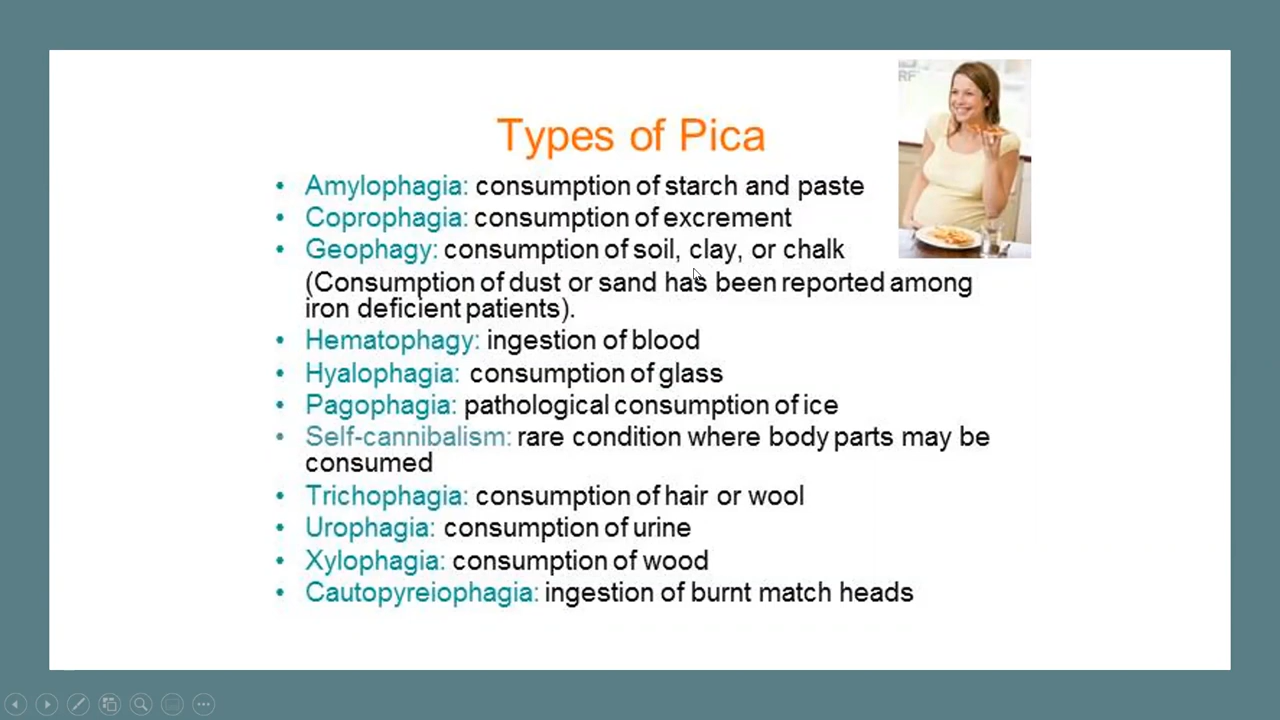 RF
Types of Pica
• Amylophagia: consumption of starch and paste
• Coprophagia: consumption of excrement
• Geophagy: consumption of soil, clay, or chalk
(Consumption of dust or sand has been reported among
iron deficient patients).
• Hematophagy: ingestion of blood
• Hyalophagia: consumption of glass
• Pagophagia: pathological consumption of ice
• Self-cannibalism: rare condition where body parts may be
consumed
• Trichophagia: consumption of hair or wool
• Urophagia: consumption of urine
• Xylophagia: consumption of wood
• Cautopyreiophagia: ingestion of burnt match heads